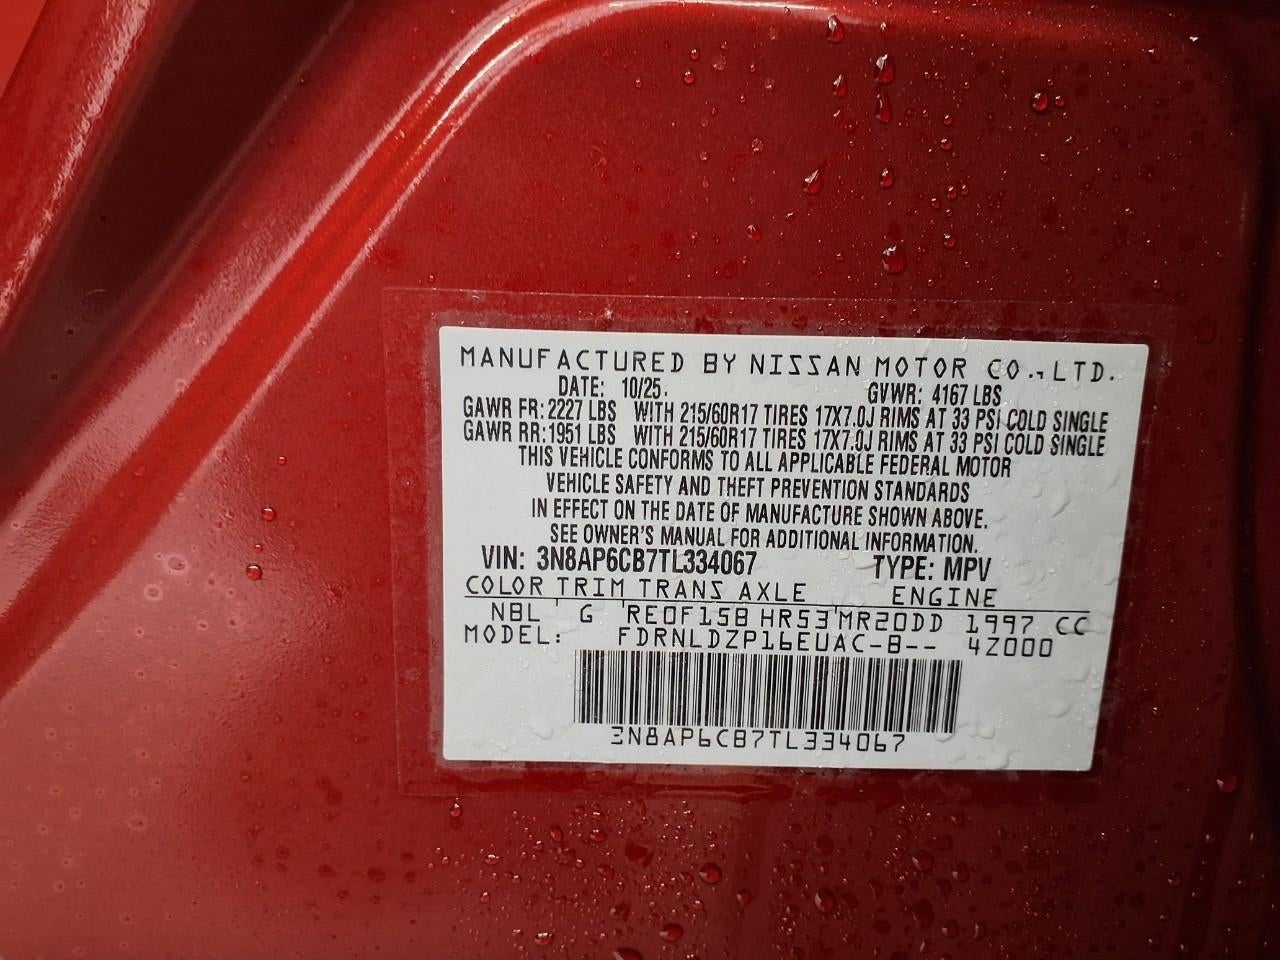 MANUFACTURED BY NISSAN MOTOR CO.,LTD.
DATE: 10/25. GVWR: 4167 LBS
GAWR FR: 2227 LBS WITH 215/60R17 TIRES 17X7.0J RIMS AT 33 PSI COLD SINGLE
GAWR RR: 1951 LBS WITH 215/60R17 TIRES 17X7.0J RIMS AT 33 PSI COLD SINGLE
THIS VEHICLE CONFORMS TO ALL APPLICABLE FEDERAL MOTOR
VEHICLE SAFETY AND THEFT PREVENTION STANDARDS
IN EFFECT ON THE DATE OF MANUFACTURE SHOWN ABOVE.
SEE OWNER'S MANUAL FOR ADDITIONAL INFORMATION.
VIN: 3N8AP6CB7TL334067 TYPE: MPV
COLOR TRIM TRANS AXLE ENGINE
NBL G RE0F15B HR53 MR20DD 1997 CC
MODEL: FDRNLDZP16EUAC-B-- 4Z000
3N8AP6CB7TL334067